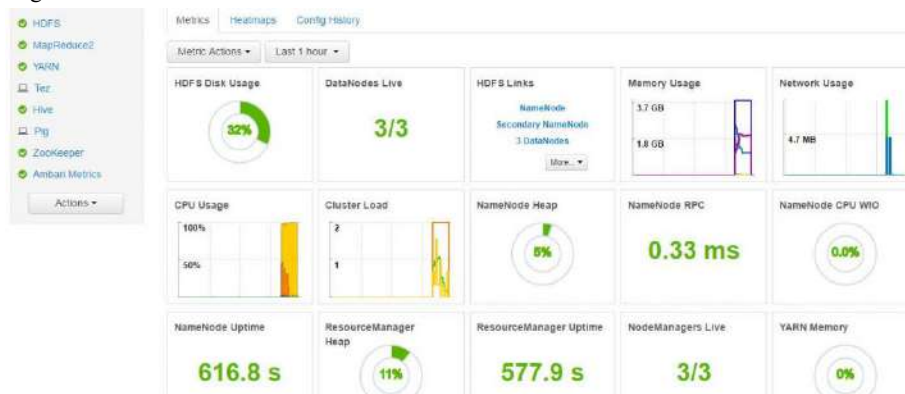 HDFS
MapReduce2
YARN
Tez
Hive
Pig
ZooKeeper
Ambari Metrics
Actions
Metrics Heatmaps Config History
Metric Actions Last 1 hour
HDFS Disk Usage
32%
DataNodes Live
3/3
HDFS Links
NameNode
Secondary NameNode
3 DataNodes
More...
Memory Usage
3.7 GB
1.8 GB
Network Usage
4.7 MB
CPU Usage
100%
50%
Cluster Load
2
1
NameNode Heap
5%
NameNode RPC
0.33 ms
NameNode CPU WIO
0.0%
NameNode Uptime
616.8 s
ResourceManager
Heap
11%
ResourceManager Uptime
577.9 s
NodeManagers Live
3/3
YARN Memory
0%